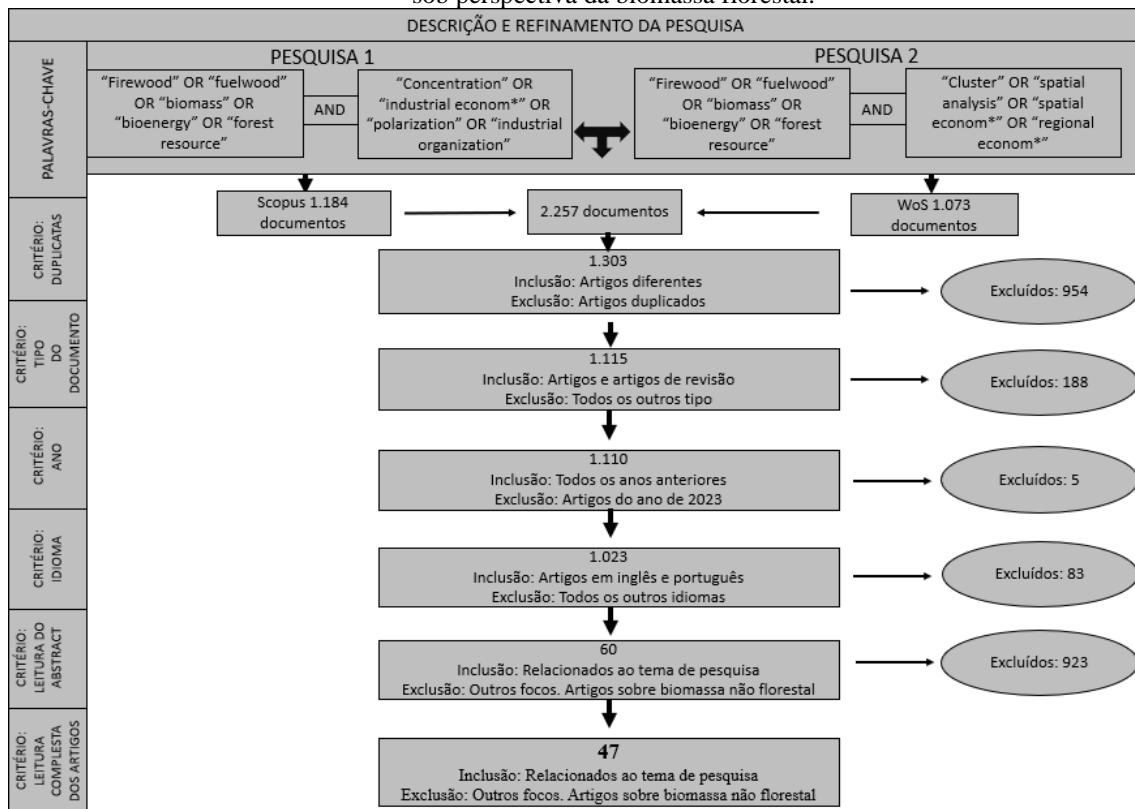 sob perspectiva da biomassa florestal.
DESCRIÇÃO E REFINAMENTO DA PESQUISA
PALAVRAS-CHAVE
PESQUISA 1
"Firewood" OR "fuelwood"
OR "biomass" OR
"bioenergy" OR "forest
resource"
AND
"Concentration" OR
"industrial econom*" OR
"polarization" OR "industrial
organization"
PESQUISA 2
"Firewood" OR "fuelwood"
OR "biomass" OR
"bioenergy" OR "forest
resource"
AND
"Cluster" OR "spatial
analysis" OR "spatial
econom*" OR "regional
econom*"
CRITÉRIO:
DUPLICATAS
Scopus 1.184
documentos
2.257 documentos
WoS 1.073
documentos
1.303
Inclusão: Artigos diferentes
Exclusão: Artigos duplicados
Excluídos: 954
CRITÉRIO:
TIPO
DO
DOCUMENTO
1.115
Inclusão: Artigos e artigos de revisão
Exclusão: Todos os outros tipo
Excluídos: 188
CRITÉRIO:
ANO
1.110
Inclusão: Todos os anos anteriores
Exclusão: Artigos do ano de 2023
Excluídos: 5
CRITÉRIO:
IDIOMA
1.023
Inclusão: Artigos em inglês e português
Exclusão: Todos os outros idiomas
Excluídos: 83
CRITÉRIO:
LEITURA DO
ABSTRACT
60
Inclusão: Relacionados ao tema de pesquisa
Exclusão: Outros focos. Artigos sobre biomassa não florestal
Excluídos: 923
CRITÉRIO:
LEITURA
COMPLESTA
DOS ARTIGOS
47
Inclusão: Relacionados ao tema de pesquisa
Exclusão: Outros focos. Artigos sobre biomassa não florestal